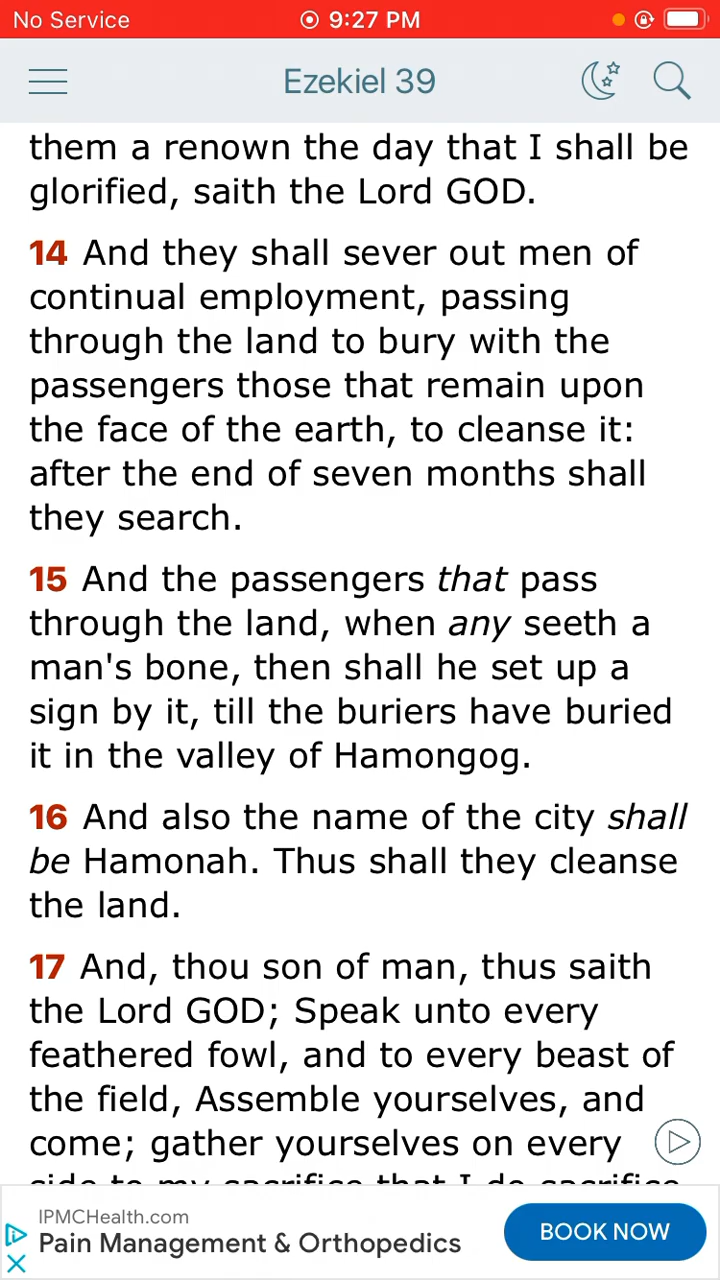 No Service 9:27 PM
Ezekiel 39
them a renown the day that I shall be
glorified, saith the Lord GOD.
14 And they shall sever out men of
continual employment, passing
through the land to bury with the
passengers those that remain upon
the face of the earth, to cleanse it:
after the end of seven months shall
they search.
15 And the passengers that pass
through the land, when any seeth a
man's bone, then shall he set up a
sign by it, till the buriers have buried
it in the valley of Hamongog.
16 And also the name of the city shall
be Hamonah. Thus shall they cleanse
the land.
17 And, thou son of man, thus saith
the Lord GOD; Speak unto every
feathered fowl, and to every beast of
the field, Assemble yourselves, and
come; gather yourselves on every
side to my sacrifice that I do sacrifice
IPMCHealth.com
Pain Management & Orthopedics
BOOK NOW